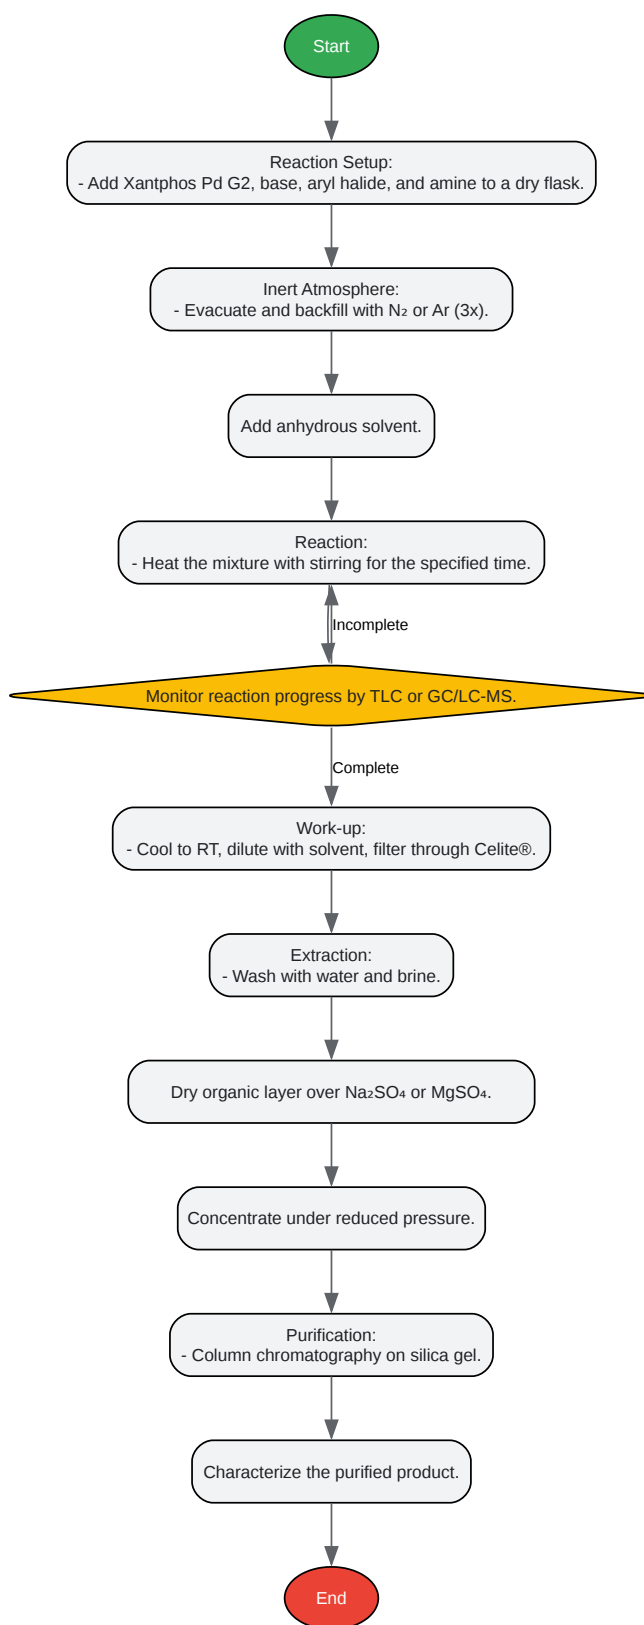 Start
Reaction Setup:
- Add Xantphos Pd G2, base, aryl halide, and amine to a dry flask.
Inert Atmosphere:
- Evacuate and backfill with N₂ or Ar (3x).
Add anhydrous solvent.
Reaction:
- Heat the mixture with stirring for the specified time.
Incomplete
Monitor reaction progress by TLC or GC/LC-MS.
Complete
Work-up:
- Cool to RT, dilute with solvent, filter through Celite®.
Extraction:
- Wash with water and brine.
Dry organic layer over Na₂SO₄ or MgSO₄.
Concentrate under reduced pressure.
Purification:
- Column chromatography on silica gel.
Characterize the purified product.
End